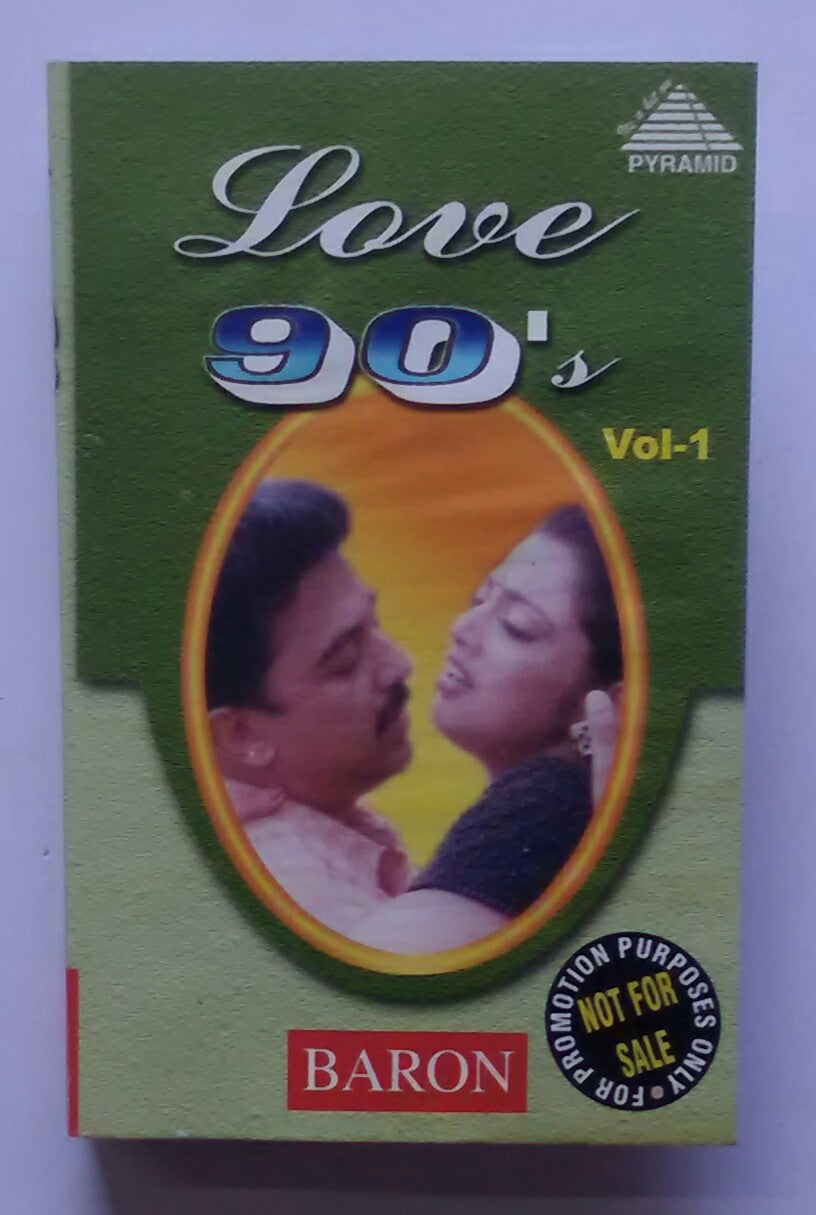 PYRAMID
Love
90's
Vol-1
BARON
FOR PROMOTION PURPOSES ONLY •
NOT FOR
SALE